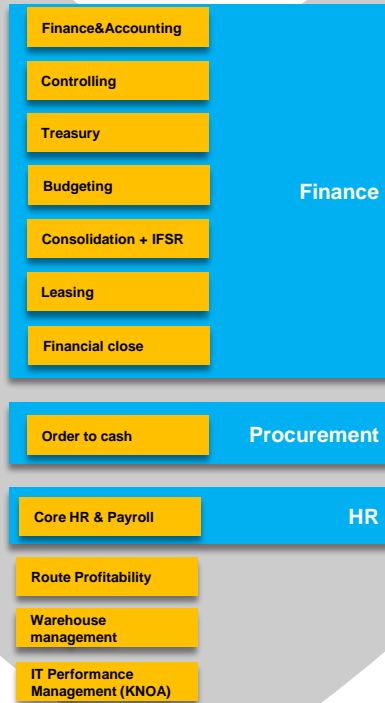 Finance&Accounting
Controlling
Treasury
Budgeting
Finance
Consolidation + IFSR
Leasing
Financial close
Order to cash
Procurement
Core HR & Payroll
HR
Route Profitability
Warehouse
management
IT Performance
Management (KNOA)